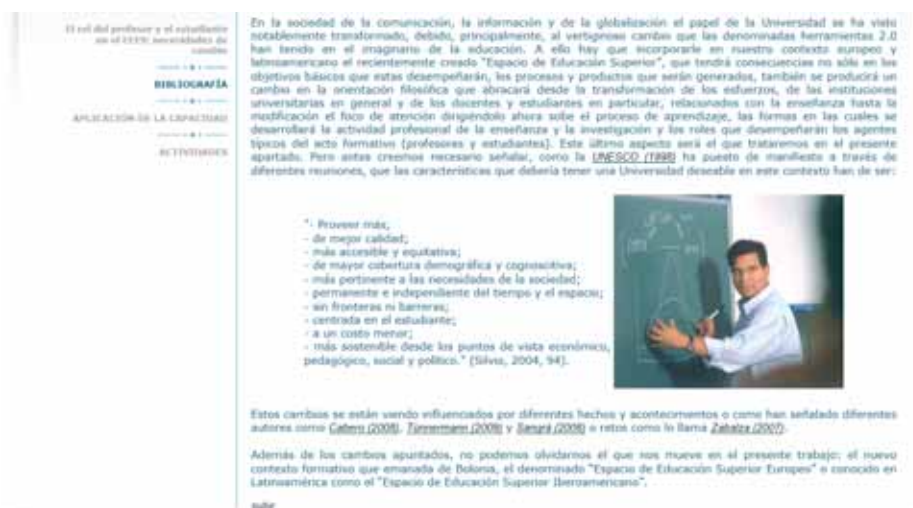 El rol del profesor y el estudiante
en el EEES: necesidades de
cambio
BIBLIOGRAFÍA
APLICACIÓN DE LA CAPACIDAD
ACTIVIDADES
En la sociedad de la comunicación, la información y de la globalización el papel de la Universidad se ha visto
notablemente transformado, debido, principalmente, al vertiginoso cambio que las denominadas herramientas 2.0
han tenido en el imaginario de la educación. A ello hay que incorporarle en nuestro contexto europeo y
latinoamericano el recientemente creado "Espacio de Educación Superior", que tendrá consecuencias no sólo en los
objetivos básicos que estas desempeñarán, los procesos y productos que serán generados, también se producirá un
cambio en la orientación filosófica que abracará desde la transformación de los esfuerzos, de las instituciones
universitarias en general y de los docentes y estudiantes en particular, relacionados con la enseñanza hasta la
modificación el foco de atención dirigiéndolo ahora sobe el proceso de aprendizaje, las formas en las cuales se
desarrollará la actividad profesional de la enseñanza y la investigación y los roles que desempeñarán los agentes
típicos del acto formativo (profesores y estudiantes). Este último aspecto será el que trataremos en el presente
apartado. Pero antes creemos necesario señalar, como la UNESCO (1998) ha puesto de manifiesto a través de
diferentes reuniones, que las características que debería tener una Universidad deseable en este contexto han de ser:
"- Proveer más,
- de mejor calidad;
- más accesible y equitativa;
- de mayor cobertura demográfica y cognoscitiva;
- más pertinente a las necesidades de la sociedad;
- permanente e independiente del tiempo y el espacio;
- sin fronteras ni barreras;
- centrada en el estudiante;
- a un costo menor;
- más sostenible desde los puntos de vista económico,
pedagógico, social y político." (Silvio, 2004, 94).
Estos cambios se están viendo influenciados por diferentes hechos y acontecimentos o como han señalado diferentes
autores como Cabero (2008), Tünnermann (2009) y Sangrà (2006) o retos como lo llama Zabalza (2007).
Además de los cambios apuntados, no podemos olvidarnos el que nos mueve en el presente trabajo: el nuevo
contexto formativo que emanada de Bolonia, el denominado "Espacio de Educación Superior Europeo" o conocido en
Latinoamérica como el "Espacio de Educación Superior Iberoamericano".
subir